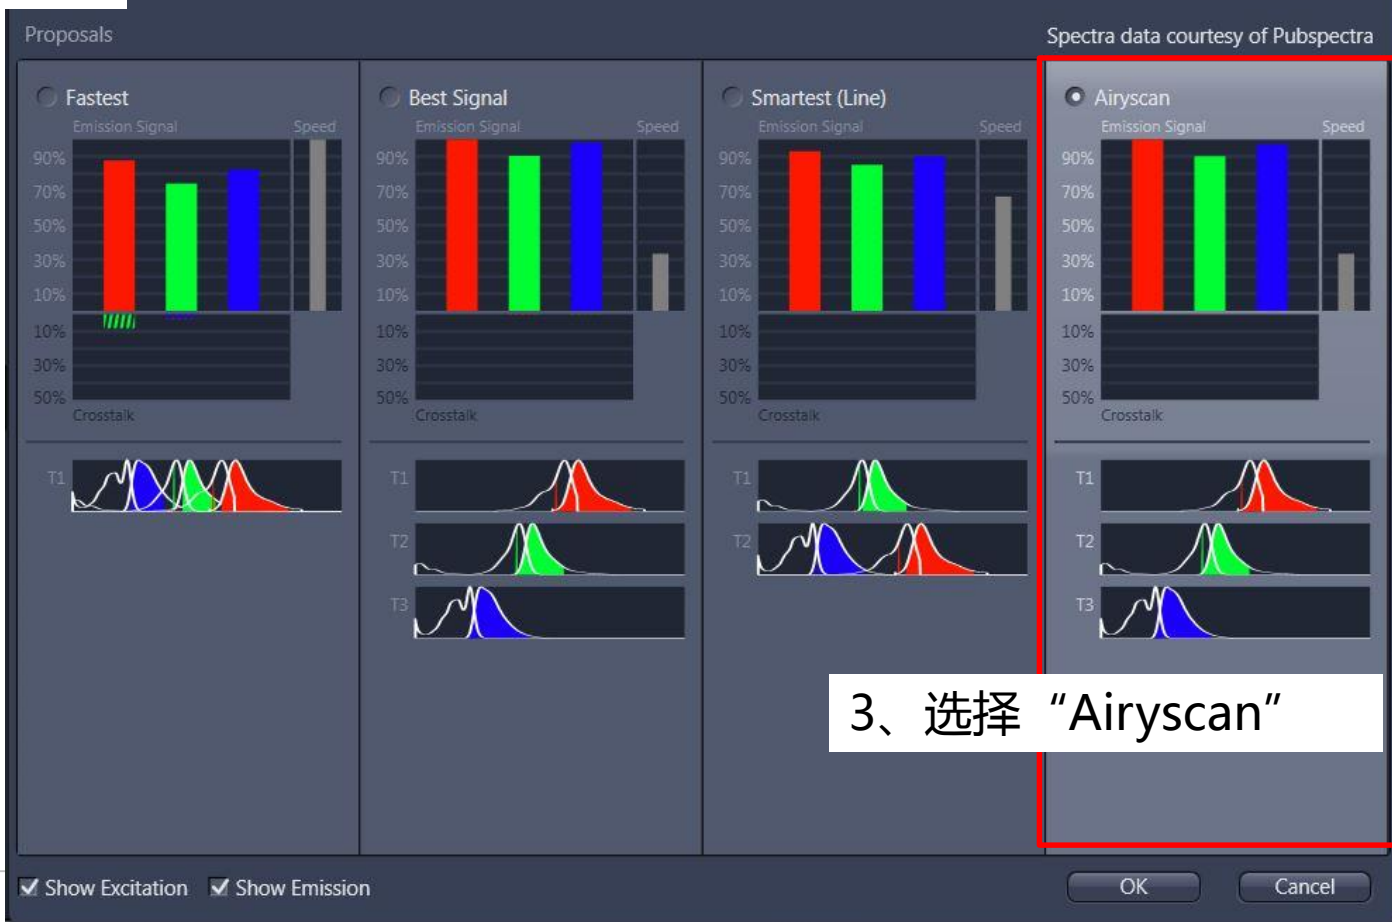 Proposals
Spectra data courtesy of Pubspectra
Fastest
Emission Signal
Speed
90%
70%
50%
30%
10%
10%
30%
50%
Crosstalk
T1
Best Signal
Emission Signal
Speed
90%
70%
50%
30%
10%
10%
30%
50%
Crosstalk
T1
T2
T3
Smartest (Line)
Emission Signal
Speed
90%
70%
50%
30%
10%
10%
30%
50%
Crosstalk
T1
T2
Airyscan
Emission Signal
Speed
90%
70%
50%
30%
10%
10%
30%
50%
Crosstalk
T1
T2
T3
3、选择“Airyscan”
Show Excitation
Show Emission
OK
Cancel